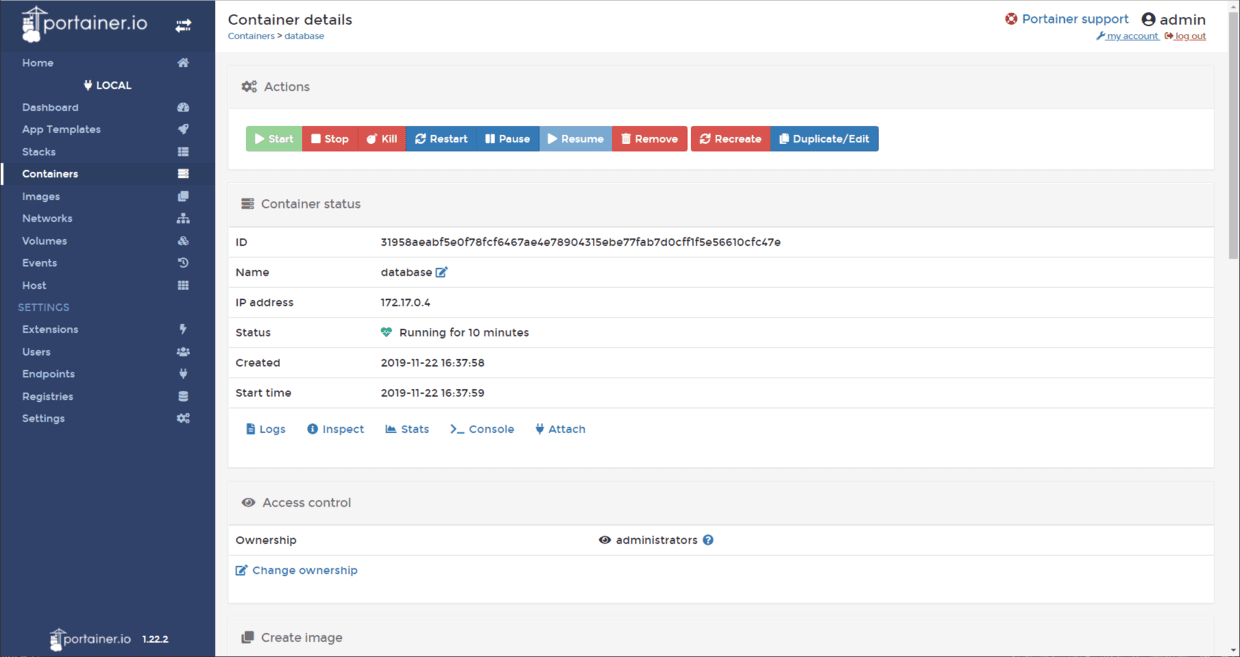 portainer.io
Container details
Portainer support admin
Containers > database
my account log out
Home
LOCAL
Dashboard
App Templates
Stacks
Containers
Images
Networks
Volumes
Events
Host
SETTINGS
Extensions
Users
Endpoints
Registries
Settings
portainer.io 1.22.2
Actions
Start Stop Kill Restart Pause Resume Remove Recreate Duplicate/Edit
Container status
ID 31958aeabf5e0f78fcf6467ae4e78904315ebe77fab7d0cff1f5e56610cfc47e
Name database
IP address 172.17.0.4
Status Running for 10 minutes
Created 2019-11-22 16:37:58
Start time 2019-11-22 16:37:59
Logs Inspect Stats >_ Console Attach
Access control
Ownership administrators
Change ownership
Create image